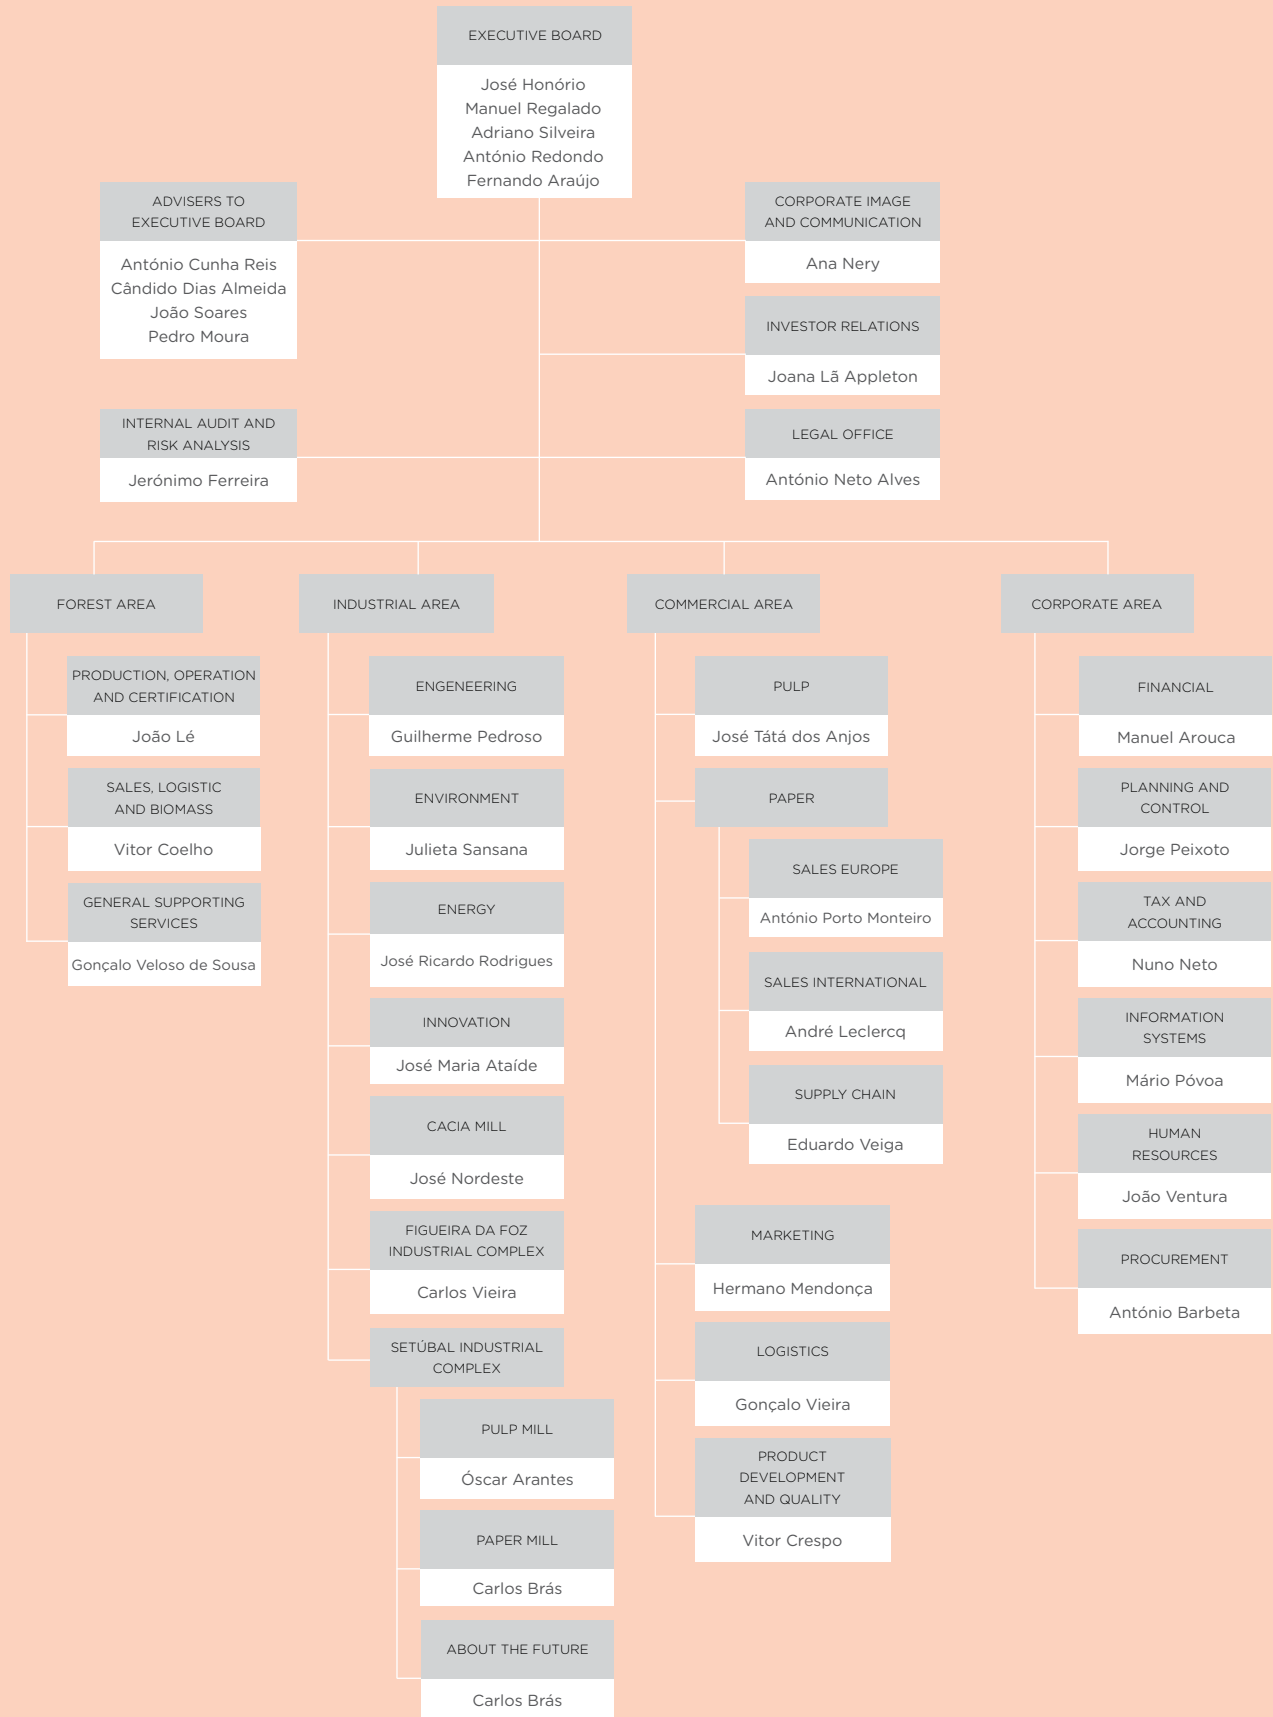 EXECUTIVE BOARD
José Honório
Manuel Regalado
Adriano Silveira
António Redondo
Fernando Araújo
ADVISERS TO
EXECUTIVE BOARD
António Cunha Reis
Cândido Dias Almeida
João Soares
Pedro Moura
CORPORATE IMAGE
AND COMMUNICATION
Ana Nery
INVESTOR RELATIONS
Joana Lã Appleton
INTERNAL AUDIT AND
RISK ANALYSIS
Jerónimo Ferreira
LEGAL OFFICE
António Neto Alves
FOREST AREA
PRODUCTION, OPERATION
AND CERTIFICATION
João Lé
SALES, LOGISTIC
AND BIOMASS
Vitor Coelho
GENERAL SUPPORTING
SERVICES
Gonçalo Veloso de Sousa
INDUSTRIAL AREA
ENGENEERING
Guilherme Pedroso
ENVIRONMENT
Julieta Sansana
ENERGY
José Ricardo Rodrigues
INNOVATION
José Maria Ataíde
CACIA MILL
José Nordeste
FIGUEIRA DA FOZ
INDUSTRIAL COMPLEX
Carlos Vieira
SETÚBAL INDUSTRIAL
COMPLEX
PULP MILL
Óscar Arantes
PAPER MILL
Carlos Brás
ABOUT THE FUTURE
Carlos Brás
COMMERCIAL AREA
PULP
José Tátá dos Anjos
PAPER
SALES EUROPE
António Porto Monteiro
SALES INTERNATIONAL
André Leclercq
SUPPLY CHAIN
Eduardo Veiga
MARKETING
Hermano Mendonça
LOGISTICS
Gonçalo Vieira
PRODUCT
DEVELOPMENT
AND QUALITY
Vitor Crespo
CORPORATE AREA
FINANCIAL
Manuel Arouca
PLANNING AND
CONTROL
Jorge Peixoto
TAX AND
ACCOUNTING
Nuno Neto
INFORMATION
SYSTEMS
Mário Póvoa
HUMAN
RESOURCES
João Ventura
PROCUREMENT
António Barbeta